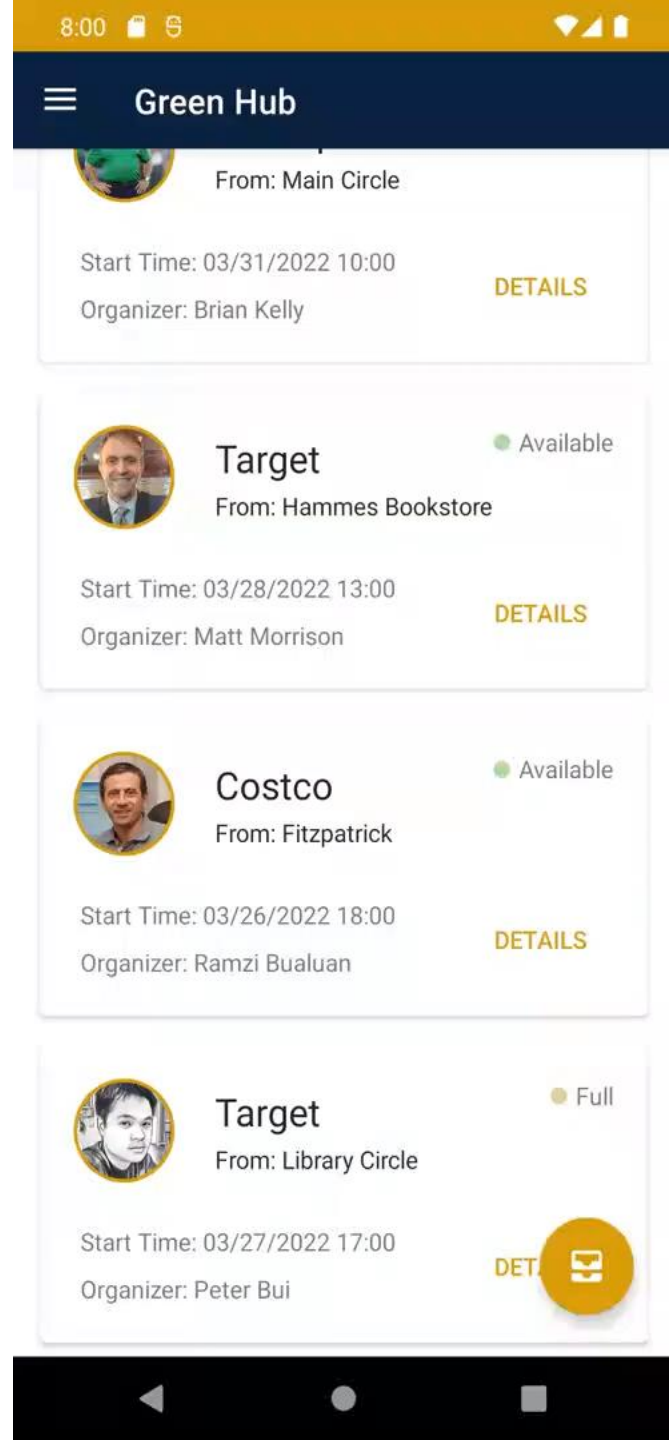 8:00
Green Hub
From: Main Circle
Start Time: 03/31/2022 10:00
DETAILS
Organizer: Brian Kelly
Available
Target
From: Hammes Bookstore
Start Time: 03/28/2022 13:00
DETAILS
Organizer: Matt Morrison
Available
Costco
From: Fitzpatrick
Start Time: 03/26/2022 18:00
DETAILS
Organizer: Ramzi Bualuan
Full
Target
From: Library Circle
Start Time: 03/27/2022 17:00
DET
Organizer: Peter Bui